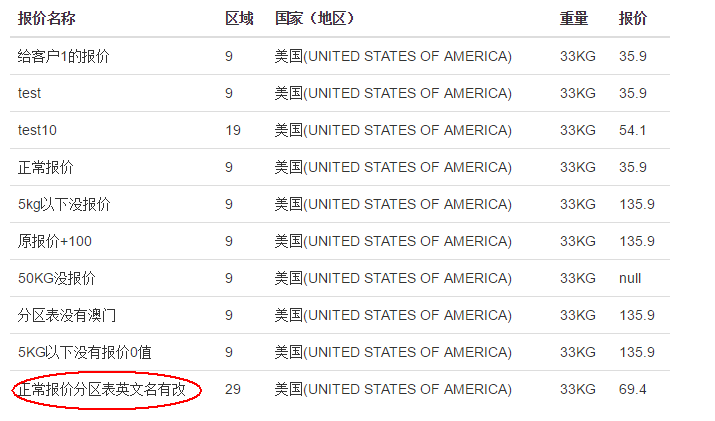 报价名称 区域 国家（地区） 重量 报价
给客户1的报价 9 美国(UNITED STATES OF AMERICA) 33KG 35.9
test 9 美国(UNITED STATES OF AMERICA) 33KG 35.9
test10 19 美国(UNITED STATES OF AMERICA) 33KG 54.1
正常报价 9 美国(UNITED STATES OF AMERICA) 33KG 35.9
5kg以下没报价 9 美国(UNITED STATES OF AMERICA) 33KG 135.9
原报价+100 9 美国(UNITED STATES OF AMERICA) 33KG 135.9
50KG没报价 9 美国(UNITED STATES OF AMERICA) 33KG null
分区表没有澳门 9 美国(UNITED STATES OF AMERICA) 33KG 135.9
5KG以下没有报价0值 9 美国(UNITED STATES OF AMERICA) 33KG 135.9
正常报价分区表英文名有改 29 美国(UNITED STATES OF AMERICA) 33KG 69.4